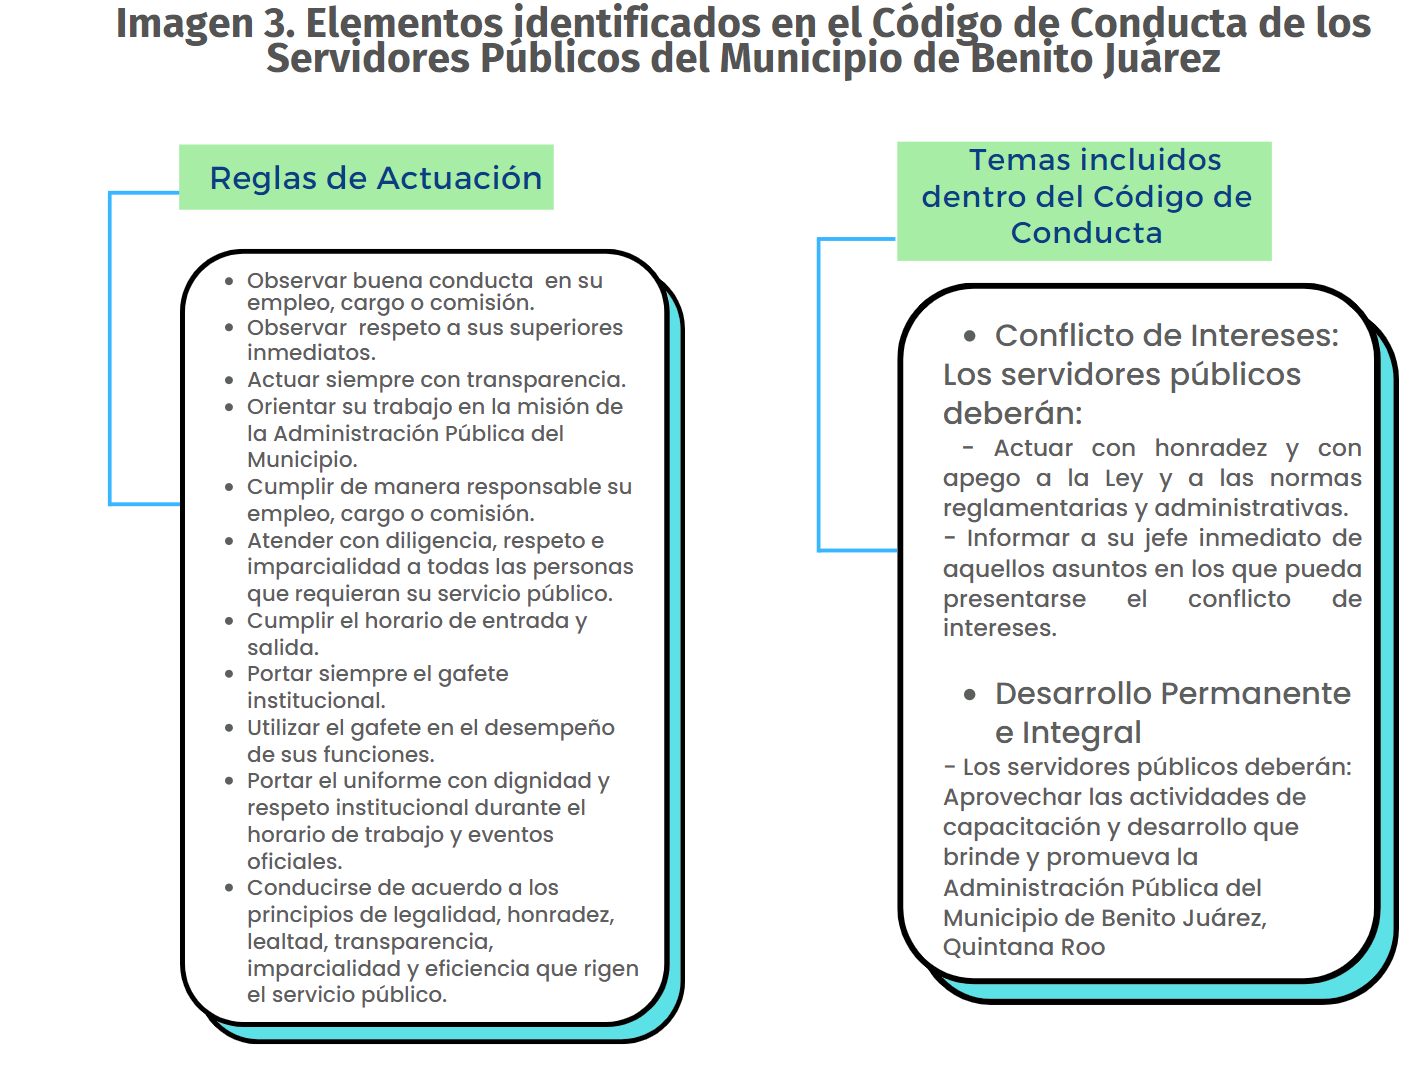 Imagen 3. Elementos identificados en el Código de Conducta de los
Servidores Públicos del Municipio de Benito Juárez
Reglas de Actuación
• Observar buena conducta en su
empleo, cargo o comisión.
• Observar respeto a sus superiores
inmediatos.
• Actuar siempre con transparencia.
• Orientar su trabajo en la misión de
la Administración Pública del
Municipio.
• Cumplir de manera responsable su
empleo, cargo o comisión.
• Atender con diligencia, respeto e
imparcialidad a todas las personas
que requieran su servicio público.
• Cumplir el horario de entrada y
salida.
• Portar siempre el gafete
institucional.
• Utilizar el gafete en el desempeño
de sus funciones.
• Portar el uniforme con dignidad y
respeto institucional durante el
horario de trabajo y eventos
oficiales.
• Conducirse de acuerdo a los
principios de legalidad, honradez,
lealtad, transparencia,
imparcialidad y eficiencia que rigen
el servicio público.
Temas incluidos
dentro del Código de
Conducta
• Conflicto de Intereses:
Los servidores públicos
deberán:
- Actuar con honradez y con
apego a la Ley y a las normas
reglamentarias y administrativas.
- Informar a su jefe inmediato de
aquellos asuntos en los que pueda
presentarse el conflicto de
intereses.
• Desarrollo Permanente
e Integral
- Los servidores públicos deberán:
Aprovechar las actividades de
capacitación y desarrollo que
brinde y promueva la
Administración Pública del
Municipio de Benito Juárez,
Quintana Roo